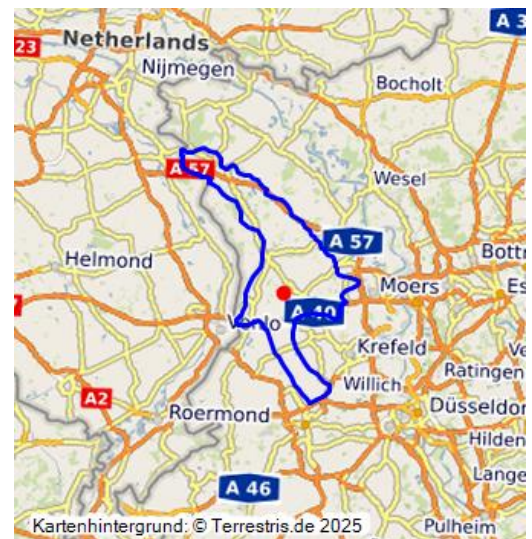 A 3
23
Netherlands
Nijmegen
Bocholt
A 57
Wesel
A 57
Helmond
Bottr
Moers
Es
A 40
Venlo
Krefeld
Ve
Ratingen
Willich
A2
Roermond
Düsseldor
Hilden
A 46
Lange
Pulheim
Kartenhintergrund: © Terrestris.de 2025